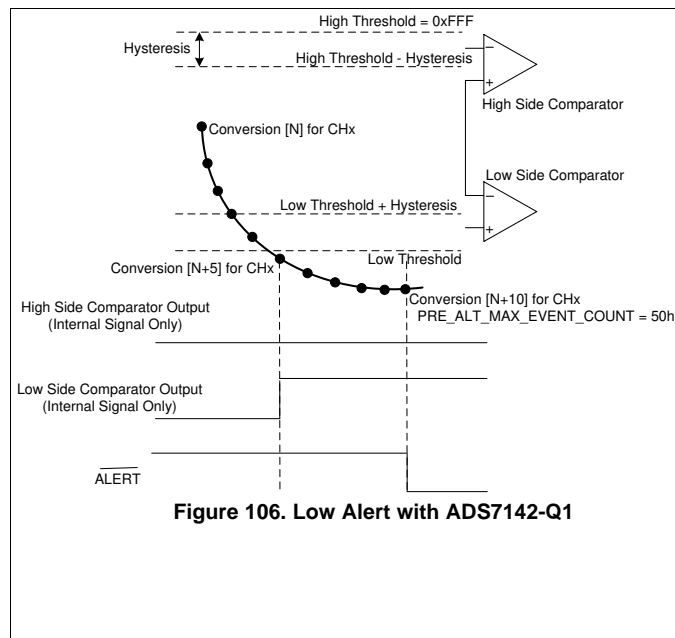 High Threshold = 0xFFF
Hysteresis
High Threshold - Hysteresis
−
+
High Side Comparator
Conversion [N] for CHx
Low Side Comparator
−
+
Low Threshold + Hysteresis
Low Threshold
Conversion [N+5] for CHx
Conversion [N+10] for CHx
PRE_ALT_MAX_EVENT_COUNT = 50h
High Side Comparator Output
(Internal Signal Only)
Low Side Comparator Output
(Internal Signal Only)
ALERT
Figure 106. Low Alert with ADS7142-Q1